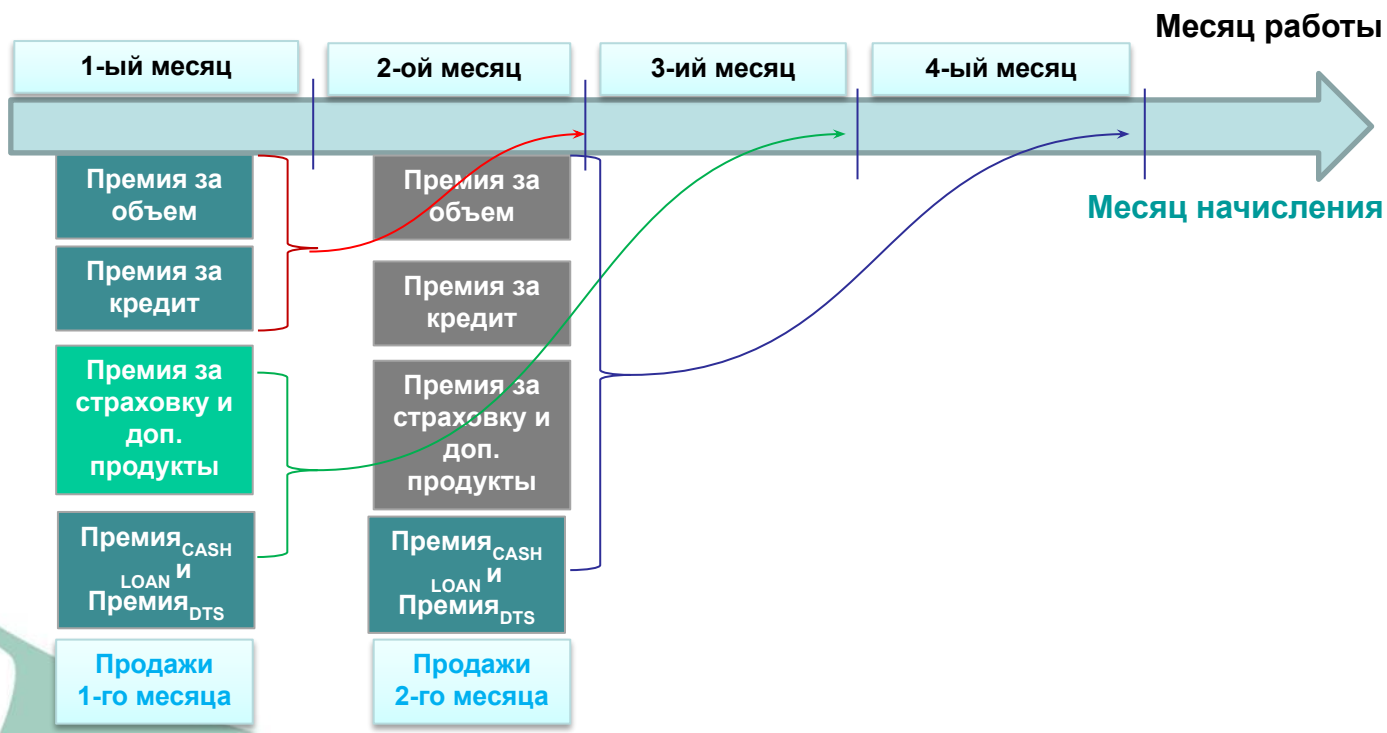 Месяц работы
1-ый месяц
2-ой месяц
3-ий месяц
4-ый месяц
Месяц начисления
Премия за
объем
Премия за
кредит
Премия за
страховку и
доп.
продукты
Премия CASH
LOAN и
Премия DTS
Продажи
1-го месяца
Премия за
объем
Премия за
кредит
Премия за
страховку и
доп.
продукты
Премия CASH
LOAN и
Премия DTS
Продажи
2-го месяца